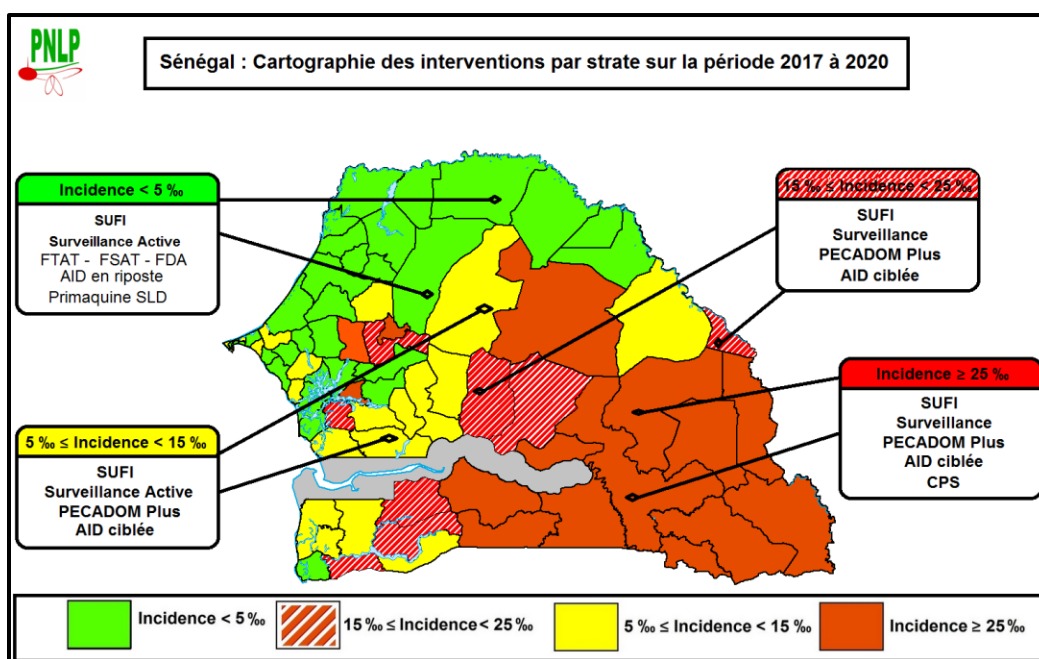 PNLP
Sénégal : Cartographie des interventions par strate sur la période 2017 à 2020
Incidence < 5 ‰
SUFI
Surveillance Active
FTAT - FSAT - FDA
AID en riposte
Primaquine SLD
15 ‰ ≤ Incidence < 25 ‰
SUFI
Surveillance
PECADOM Plus
AID ciblée
5 ‰ ≤ Incidence < 15 ‰
SUFI
Surveillance Active
PECADOM Plus
AID ciblée
Incidence ≥ 25 ‰
SUFI
Surveillance
PECADOM Plus
AID ciblée
CPS
Incidence < 5 ‰
15 ‰ ≤ Incidence < 25 ‰
5 ‰ ≤ Incidence < 15 ‰
Incidence ≥ 25 ‰